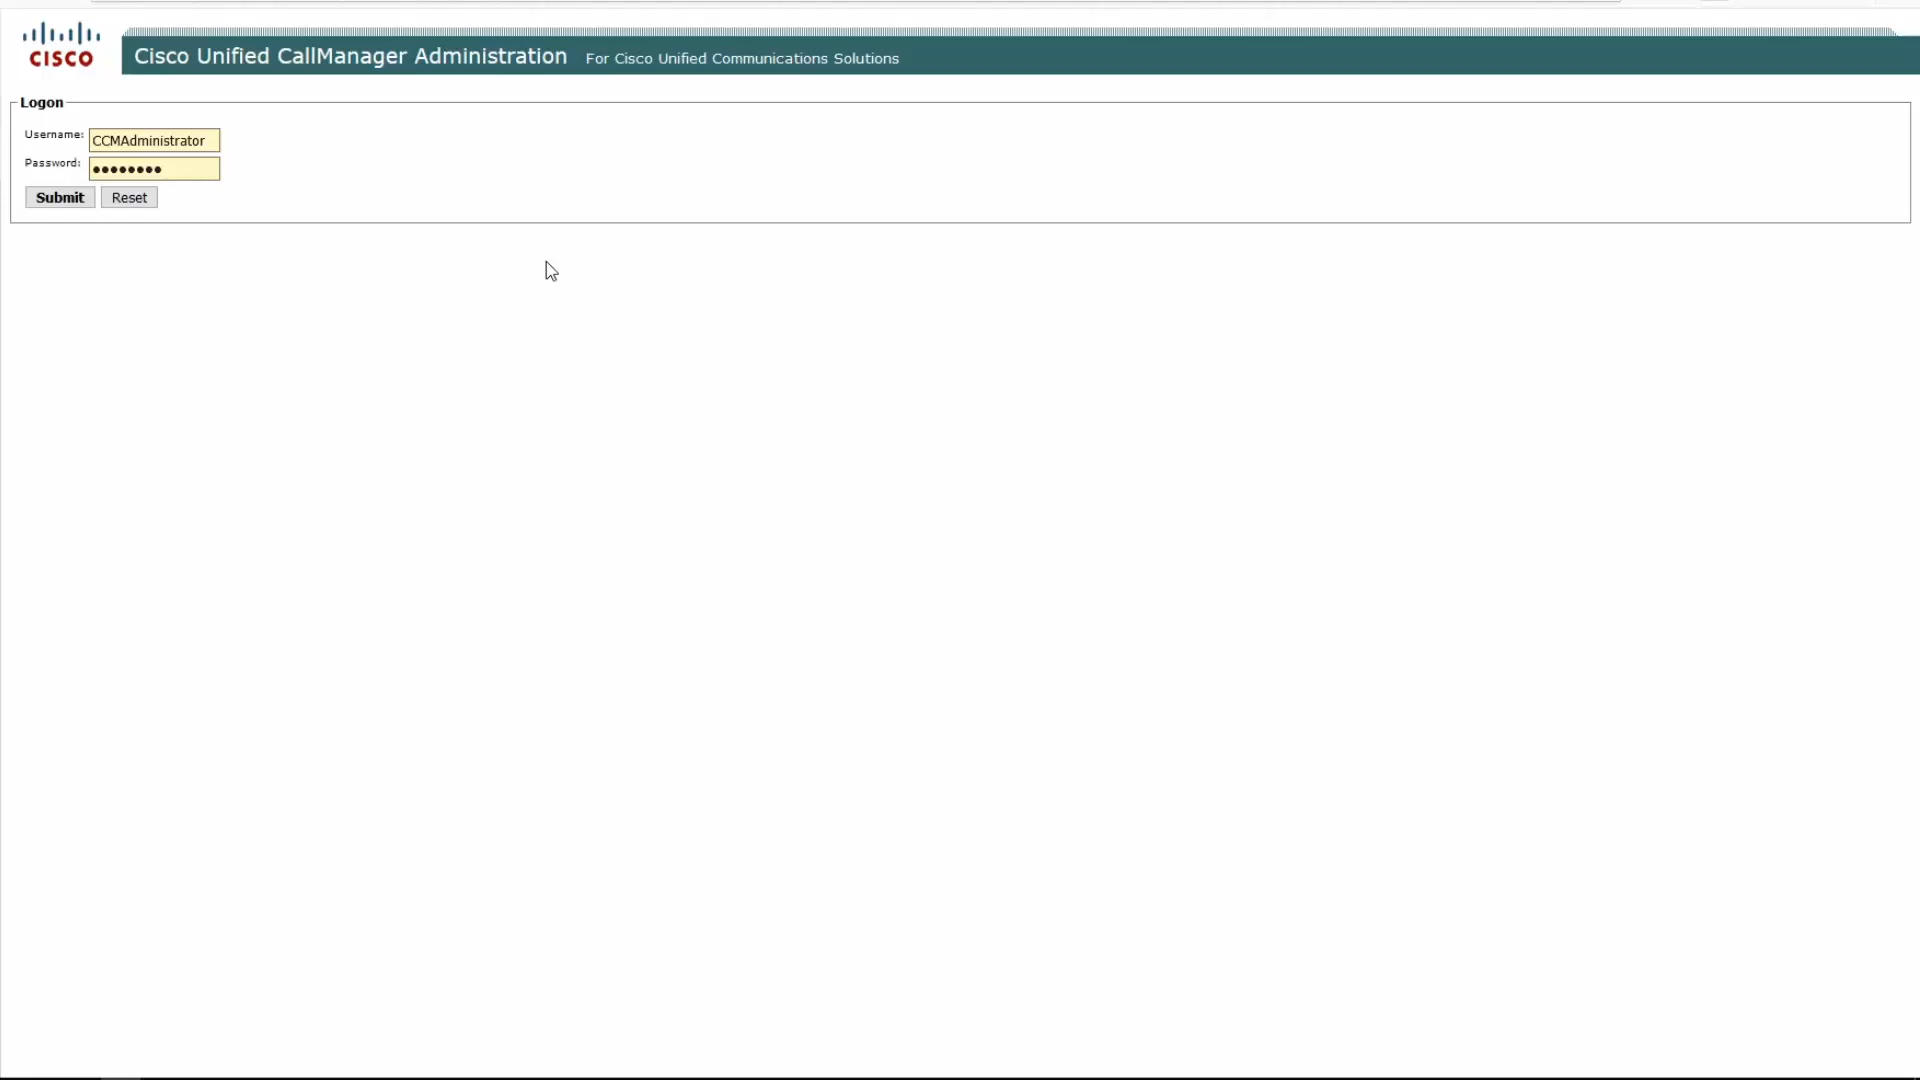 CISCO
Cisco Unified CallManager Administration For Cisco Unified Communications Solutions
Logon
Username: CCMAdministrator
Password: ••••••••
Submit Reset